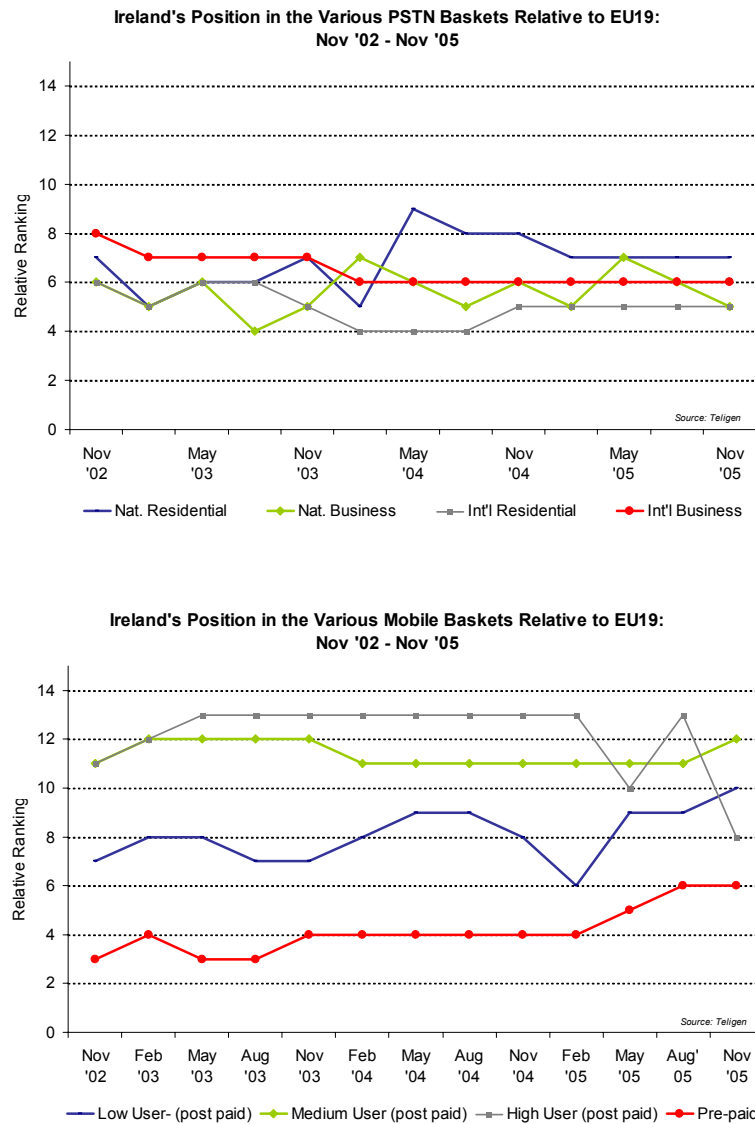 Ireland's Position in the Various PSTN Baskets Relative to EU19:
Nov '02 - Nov '05
14
12
10
8
6
4
2
0
Relative Ranking
Source: Teligen
Nov '02 May '03 Nov '03 May '04 Nov '04 May '05 Nov '05
Nat. Residential Nat. Business Int'l Residential Int'l Business
Ireland's Position in the Various Mobile Baskets Relative to EU19:
Nov '02 - Nov '05
14
12
10
8
6
4
2
0
Relative Ranking
Source: Teligen
Nov Feb May Aug Nov Feb May Aug Nov Feb May Aug' Nov
'02 '03 '03 '03 '03 '04 '04 '04 '04 '05 '05 05 '05
Low User- (post paid) Medium User (post paid) High User (post paid) Pre-paid